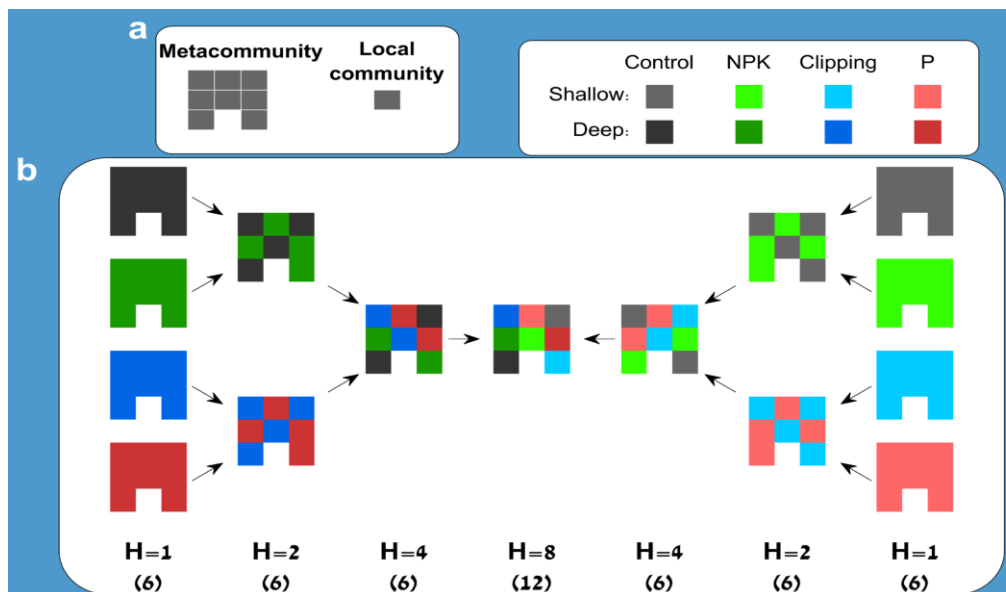 a
Metacommunity
Local
community
Control NPK Clipping P
Shallow:
Deep:
b
H=1 H=2 H=4 H=8 H=4 H=2 H=1
(6) (6) (6) (12) (6) (6) (6)